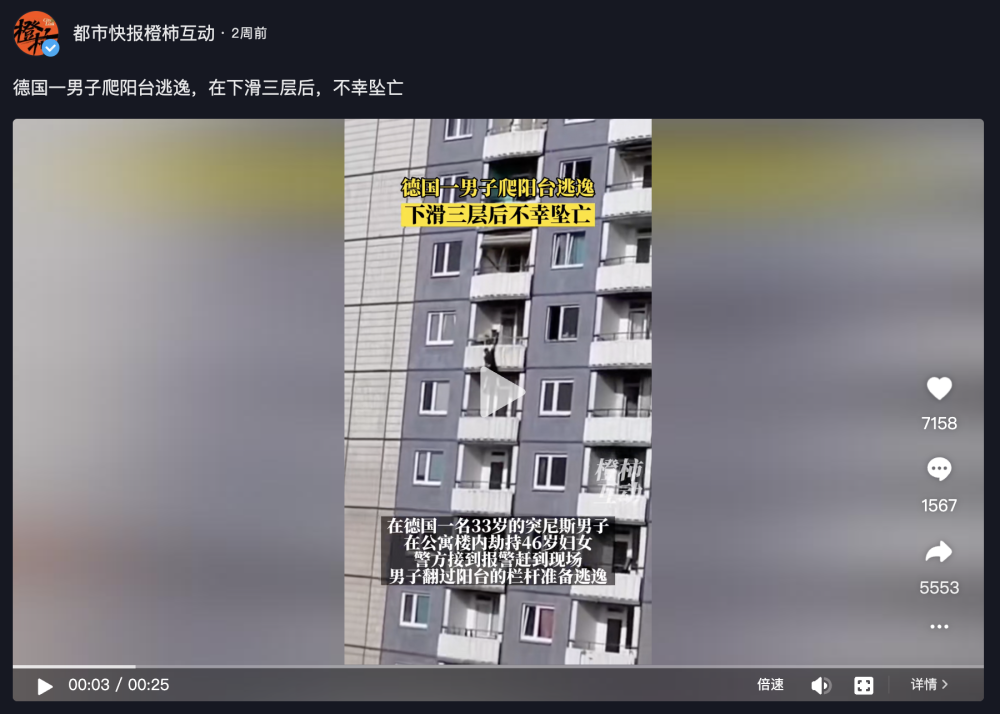 都市快报橙柿互动 · 2周前
德国一男子爬阳台逃逸，在下滑三层后，不幸坠亡
德国一男子爬阳台逃逸
下滑三层后不幸坠亡
橙柿
互动
在德国一名33岁的突尼斯男子
在公寓楼内劫持46岁妇女
警方接到报警赶到现场
男子翻过阳台的栏杆准备逃逸
7158
1567
5553
00:03 / 00:25
倍速
详情